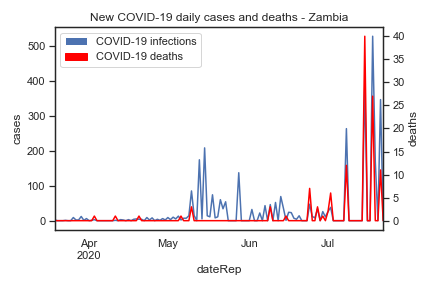 New COVID-19 daily cases and deaths - Zambia
COVID-19 infections
COVID-19 deaths
cases
deaths
500
400
300
200
100
0
40
35
30
25
20
15
10
5
0
Apr
2020
May
Jun
Jul
dateRep